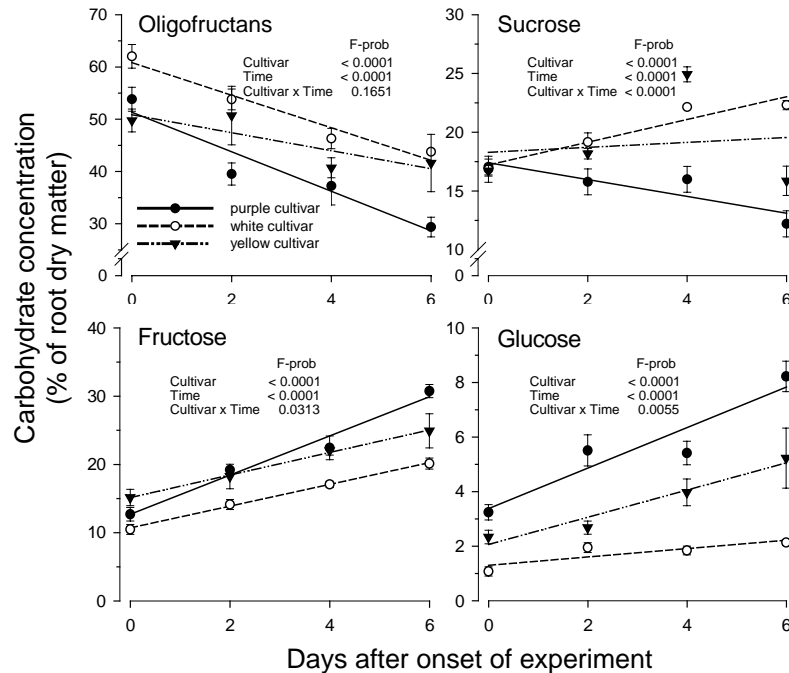 Carbohydrate concentration
(% of root dry matter)
Oligofructans
F-prob
Cultivar < 0.0001
Time < 0.0001
Cultivar x Time 0.1651
purple cultivar
white cultivar
yellow cultivar
70
60
50
40
30
0
0 2 4 6
Sucrose
F-prob
Cultivar < 0.0001
Time < 0.0001
Cultivar x Time < 0.0001
30
25
20
15
10
0
0 2 4 6
Fructose
F-prob
Cultivar < 0.0001
Time < 0.0001
Cultivar x Time 0.0313
40
30
20
10
0
0 2 4 6
Glucose
F-prob
Cultivar < 0.0001
Time < 0.0001
Cultivar x Time 0.0055
8
6
4
2
0
0 2 4 6
Days after onset of experiment